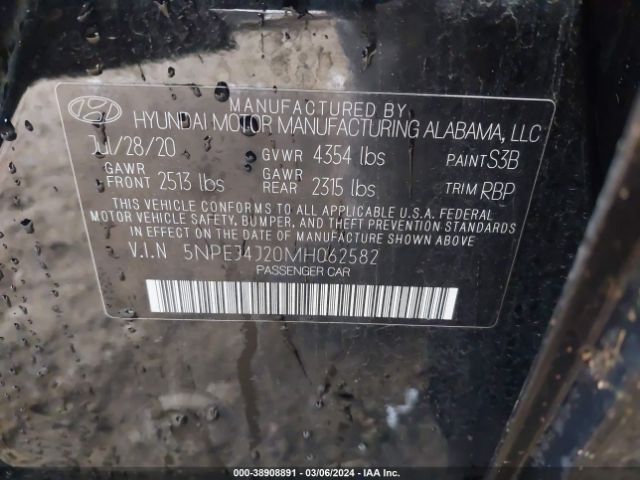 MANUFACTURED BY
HYUNDAI MOTOR MANUFACTURING ALABAMA, LLC
Jul/28/20 GVWR 4354 lbs PAINT S3B
GAWR FRONT 2513 lbs GAWR REAR 2315 lbs TRIM RBP
THIS VEHICLE CONFORMS TO ALL APPLICABLE U.S.A. FEDERAL
MOTOR VEHICLE SAFETY, BUMPER, AND THEFT PREVENTION
STANDARDS IN EFFECT ON THE DATE OF MANUFACTURE SHOWN ABOVE
V.I.N 5NPEJ4J20MH062582
PASSENGER CAR
000-38908891 - 03/06/2024 - IAA Inc.